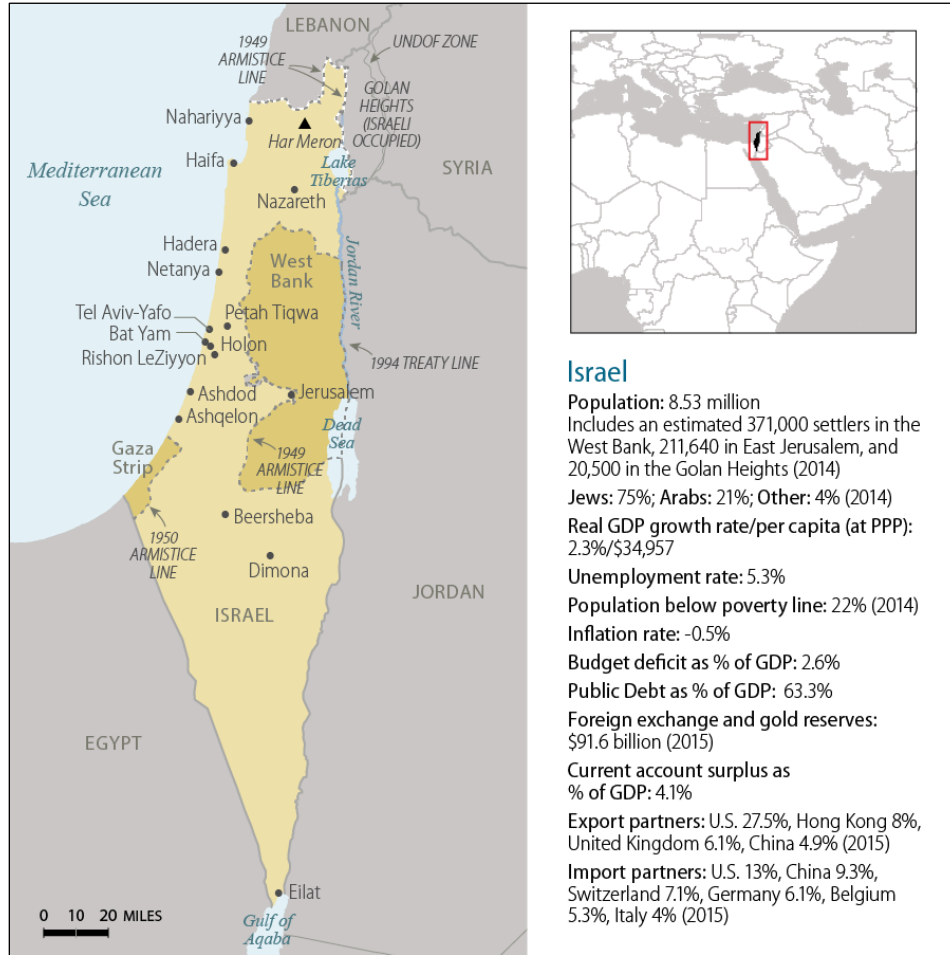 LEBANON
1949
ARMISTICE
LINE
UNDOF ZONE
GOLAN
HEIGHTS
(ISRAELI
OCCUPIED)
Nahariyya
Har Meron
Haifa
Lake
Tiberias
Mediterranean
Sea
SYRIA
Nazareth
Hadera
Netanya
West
Bank
Jordan River
Tel Aviv-Yafo
Petah Tiqwa
Bat Yam
Holon
Rishon LeZiyyon
1994 TREATY LINE
Ashdod
Jerusalem
Ashqelon
Dead
Sea
Gaza
Strip
1949
ARMISTICE
LINE
Beersheba
1950
ARMISTICE
LINE
Dimona
ISRAEL
JORDAN
EGYPT
Eilat
0 10 20 MILES
Gulf of
Aqaba
Israel
Population: 8.53 million
Includes an estimated 371,000 settlers in the
West Bank, 211,640 in East Jerusalem, and
20,500 in the Golan Heights (2014)
Jews: 75%; Arabs: 21%; Other: 4% (2014)
Real GDP growth rate/per capita (at PPP):
2.3%/$34,957
Unemployment rate: 5.3%
Population below poverty line: 22% (2014)
Inflation rate: -0.5%
Budget deficit as % of GDP: 2.6%
Public Debt as % of GDP: 63.3%
Foreign exchange and gold reserves:
$91.6 billion (2015)
Current account surplus as
% of GDP: 4.1%
Export partners: U.S. 27.5%, Hong Kong 8%,
United Kingdom 6.1%, China 4.9% (2015)
Import partners: U.S. 13%, China 9.3%,
Switzerland 7.1%, Germany 6.1%, Belgium
5.3%, Italy 4% (2015)